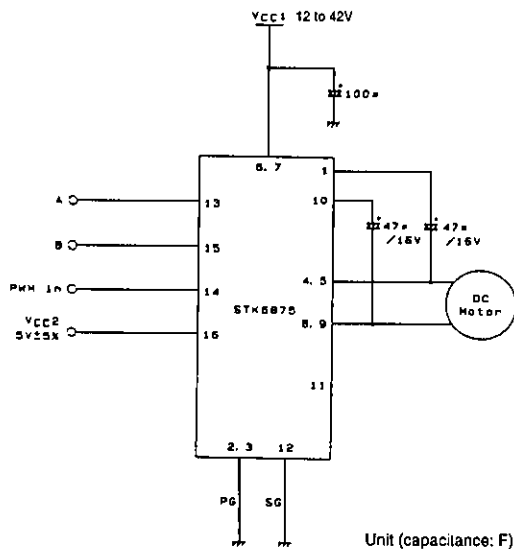 VCC1 12 to 42V
100μ
6. 7
1
10
A
13
47μ
/16V
47μ
/16V
B
15
4. 5
PWM in
14
DC
Motor
STK6875
VCC2
5V±5%
16
8. 9
11
2. 3
12
PG
SG
Unit (capacitance: F)